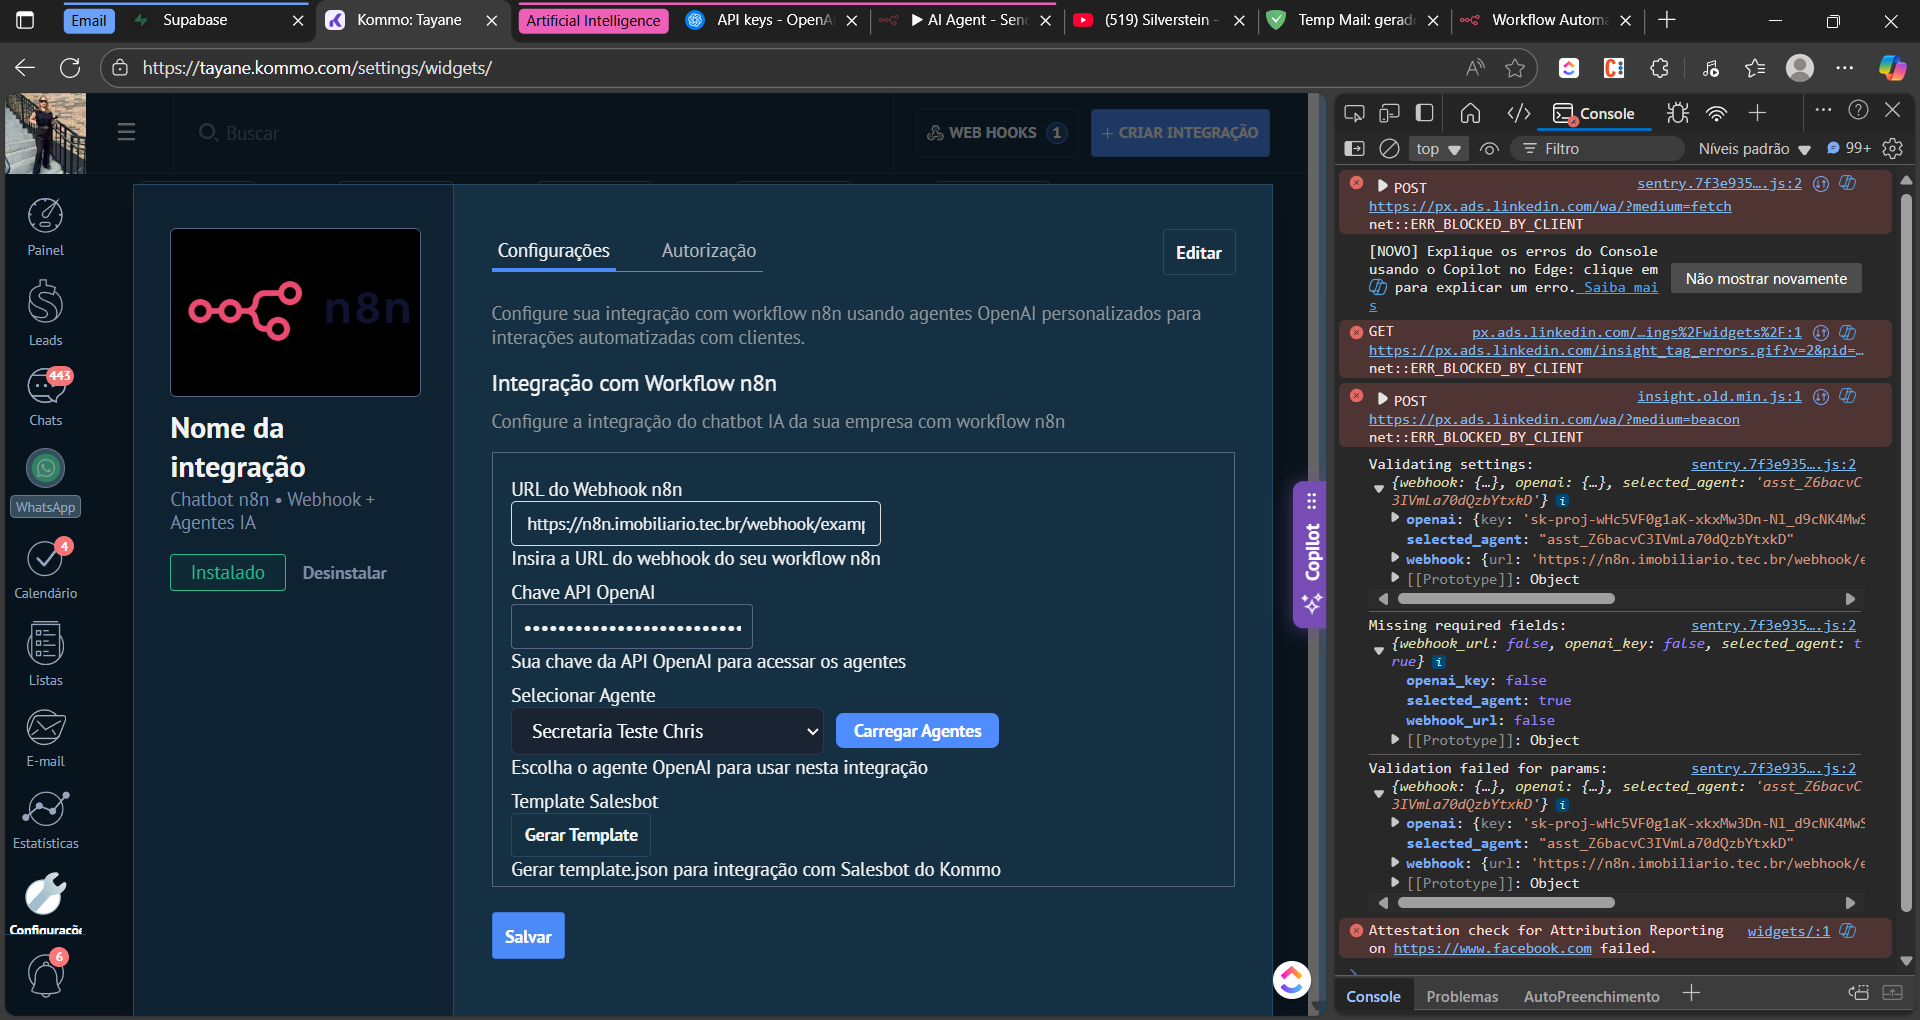 Email
Supabase
Kommo: Tayane
Artificial Intelligence
API keys - OpenA
▶ AI Agent - Sen
(519) Silverstein -
Temp Mail: gerad
Workflow Automa
https://tayane.kommo.com/settings/widgets/
Buscar
WEB HOOKS 1
+ CRIAR INTEGRAÇÃO
Painel
Leads
443
Chats
WhatsApp
4
Calendário
Listas
E-mail
Estatísticas
Configuraçõe
6
n8n
Nome da
integração
Chatbot n8n • Webhook +
Agentes IA
Instalado
Desinstalar
Configurações
Autorização
Editar
Configure sua integração com workflow n8n usando agentes OpenAI personalizados para
interações automatizadas com clientes.
Integração com Workflow n8n
Configure a integração do chatbot IA da sua empresa com workflow n8n
URL do Webhook n8n
https://n8n.imobiliario.tec.br/webhook/examp
Insira a URL do webhook do seu workflow n8n
Chave API OpenAI
••••••••••••••••••••••••••
Sua chave da API OpenAI para acessar os agentes
Selecionar Agente
Secretaria Teste Chris
Carregar Agentes
Escolha o agente OpenAI para usar nesta integração
Template Salesbot
Gerar Template
Gerar template.json para integração com Salesbot do Kommo
Salvar
Copilot
Console
top
Filtro
Níveis padrão
99+
POST sentry.7f3e935….js:2
https://px.ads.linkedin.com/wa/?medium=fetch
net::ERR_BLOCKED_BY_CLIENT
[NOVO] Explique os erros do Console
usando o Copilot no Edge: clique em
para explicar um erro. Saiba mai
s
Não mostrar novamente
GET px.ads.linkedin.com/…ings%2Fwidgets%2F:1
https://px.ads.linkedin.com/insight_tag_errors.gif?v=2&pid=…
net::ERR_BLOCKED_BY_CLIENT
POST insight.old.min.js:1
https://px.ads.linkedin.com/wa/?medium=beacon
net::ERR_BLOCKED_BY_CLIENT
Validating settings: sentry.7f3e935….js:2
{webhook: {…}, openai: {…}, selected_agent: 'asst_Z6bacvC
3IVmLa70dQzbYtxkD'}
openai: {key: 'sk-proj-wHc5VF0g1aK-xkxMw3Dn-Nl_d9cNK4MwS
selected_agent: "asst_Z6bacvC3IVmLa70dQzbYtxkD"
webhook: {url: 'https://n8n.imobiliario.tec.br/webhook/e
[[Prototype]]: Object
Missing required fields: sentry.7f3e935….js:2
{webhook_url: false, openai_key: false, selected_agent: t
rue}
openai_key: false
selected_agent: true
webhook_url: false
[[Prototype]]: Object
Validation failed for params: sentry.7f3e935….js:2
{webhook: {…}, openai: {…}, selected_agent: 'asst_Z6bacvC
3IVmLa70dQzbYtxkD'}
openai: {key: 'sk-proj-wHc5VF0g1aK-xkxMw3Dn-Nl_d9cNK4MwS
selected_agent: "asst_Z6bacvC3IVmLa70dQzbYtxkD"
webhook: {url: 'https://n8n.imobiliario.tec.br/webhook/e
[[Prototype]]: Object
Attestation check for Attribution Reporting widgets/:1
on https://www.facebook.com failed.
Console
Problemas
AutoPreenchimento